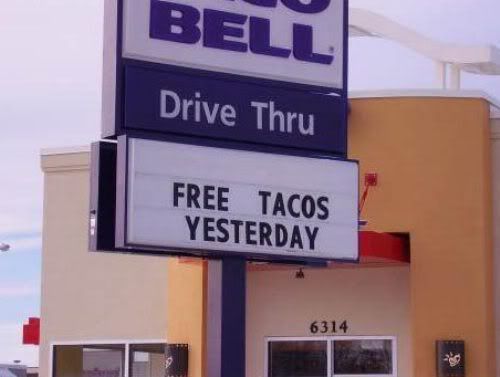 BELL
Drive Thru
FREE TACOS
YESTERDAY
6314